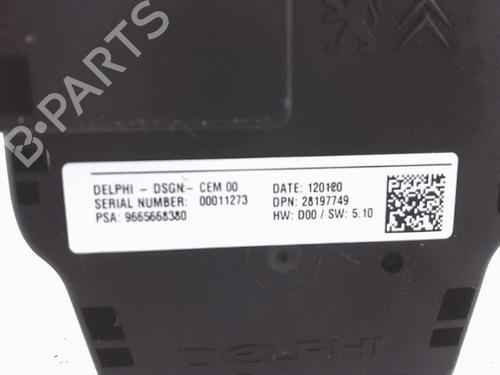 B-PARTS
DELPHI - DSGN - CEM 00
SERIAL NUMBER: 00011273
PSA: 9665668380
DATE: 120120
DPN: 28197749
HW: D00 / SW: 5.10
DELPHI